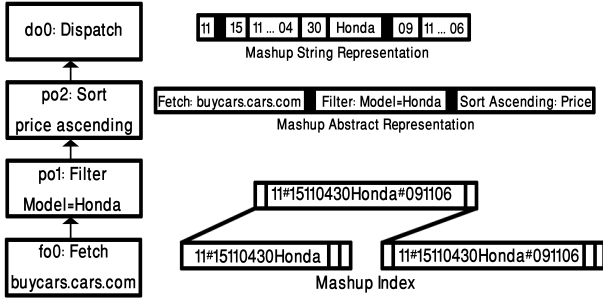 do0: Dispatch
po2: Sort
price ascending
po1: Filter
Model=Honda
fo0: Fetch
buycars.cars.com
11 15 11 ... 04 30 Honda 09 11 ... 06
Mashup String Representation
Fetch: buycars.cars.com Filter: Model=Honda Sort Ascending: Price
Mashup Abstract Representation
11#15110430Honda#091106
11#15110430Honda 11#15110430Honda#091106
Mashup Index